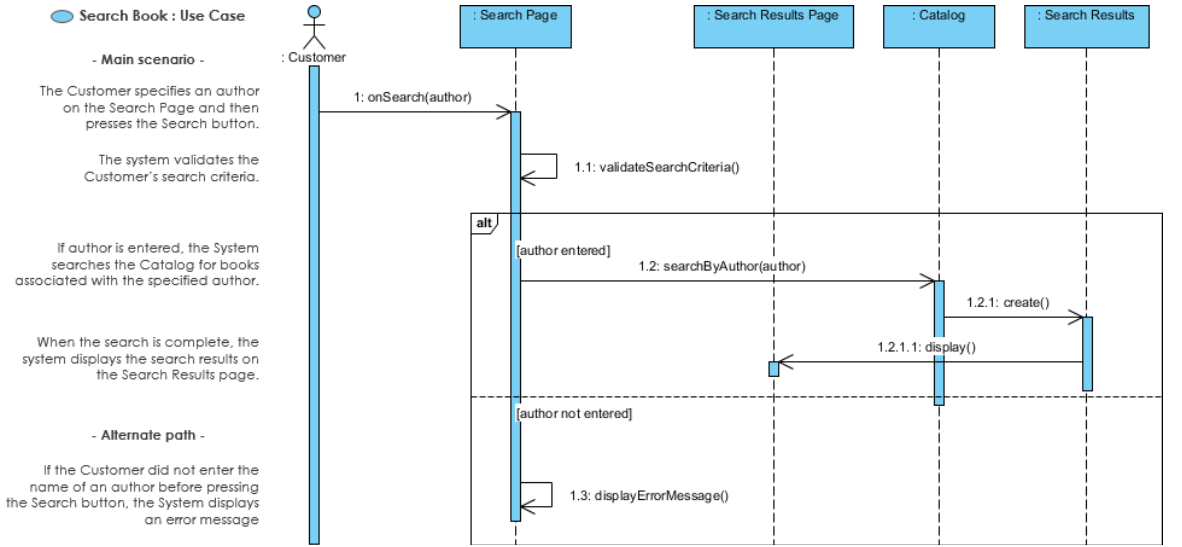 Search Book : Use Case
: Search Page
: Search Results Page
: Catalog
: Search Results
: Customer
- Main scenario -
The Customer specifies an author
on the Search Page and then
presses the Search button.
1: onSearch(author)
The system validates the
Customer's search criteria.
1.1: validateSearchCriteria()
alt
If author is entered, the System
searches the Catalog for books
associated with the specified author.
[author entered]
1.2: searchByAuthor(author)
1.2.1: create()
When the search is complete, the
system displays the search results on
the Search Results page.
1.2.1.1: display()
[author not entered]
- Alternate path -
If the Customer did not enter the
name of an author before pressing
the Search button, the System displays
an error message
1.3: displayErrorMessage()